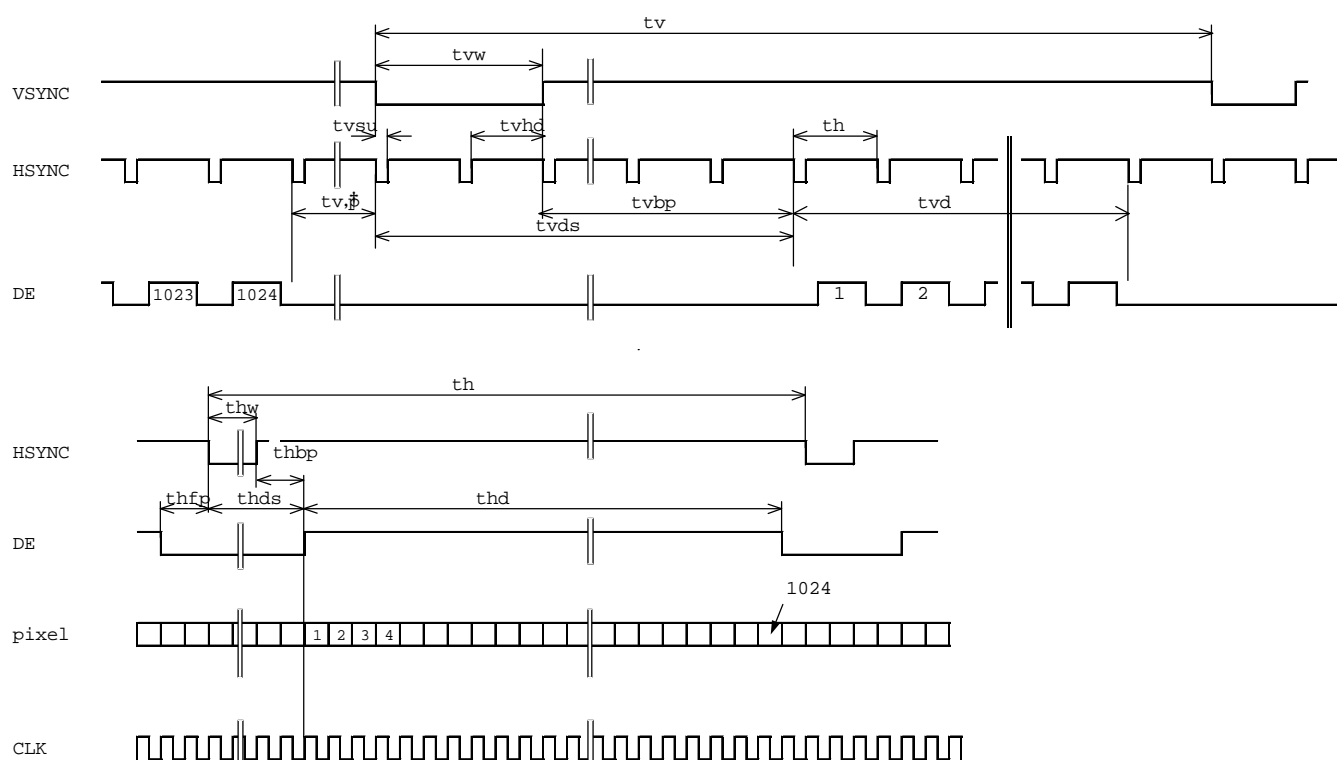 tv
tvw
VSYNC
tvsu
tvhd
th
HSYNC
tvbp
tvd
tvds
DE
1023
1024
1
2
th
thw
HSYNC
thbp
thfp
thds
thd
DE
1024
pixel
1 2 3 4
CLK